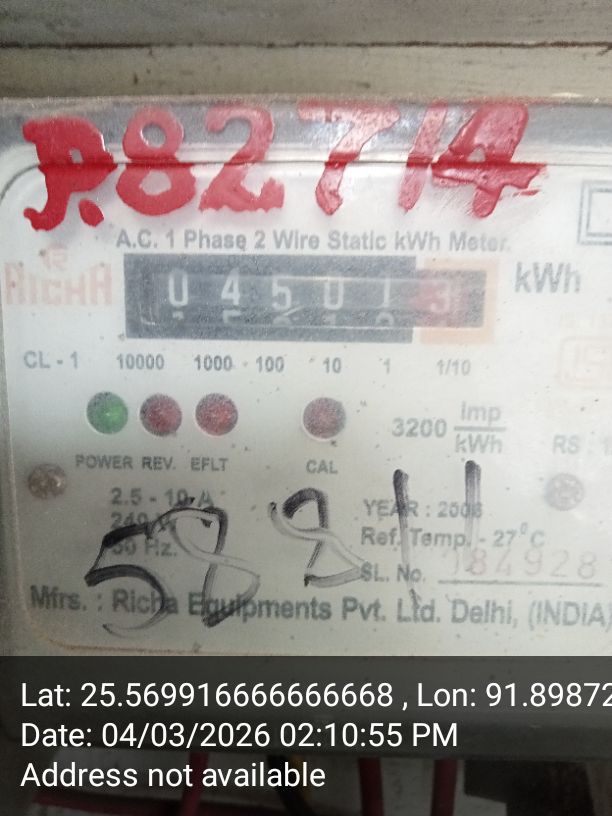 P.82714
A.C. 1 Phase 2 Wire Static kWh Meter.
RICHA
0 4 5 0 1 3 kWh
CL - 1 10000 1000 - 100 10 1 1/10
3200 imp/kWh
POWER REV. EFLT CAL
RS
2.5 - 10 A
YEAR : 2008
240
50 Hz.
Ref. Temp. - 27°C
58811
SL. No. 184928
Mfrs. : Richa Equipments Pvt. Ltd. Delhi, (INDIA)
Lat: 25.569916666666668 , Lon: 91.89872
Date: 04/03/2026 02:10:55 PM
Address not available